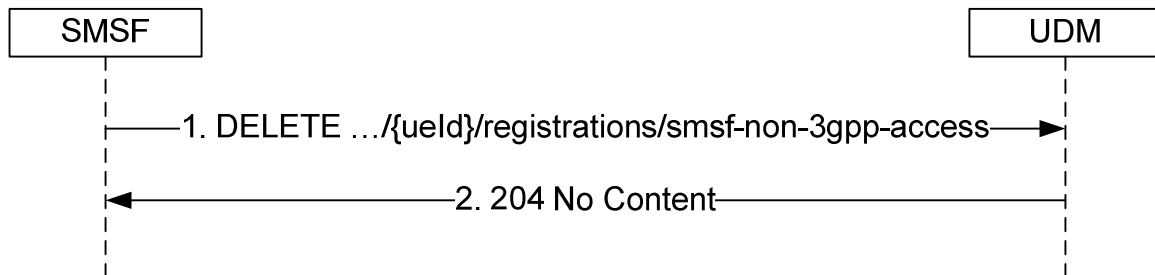 SMSF
UDM
1. DELETE …/{ueId}/registrations/smsf-non-3gpp-access
2. 204 No Content